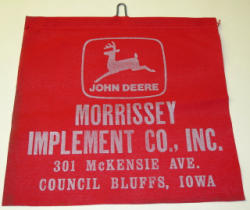 JOHN DEERE
MORRISSEY
IMPLEMENT CO., INC.
301 McKENSIE AVE.
COUNCIL BLUFFS, IOWA